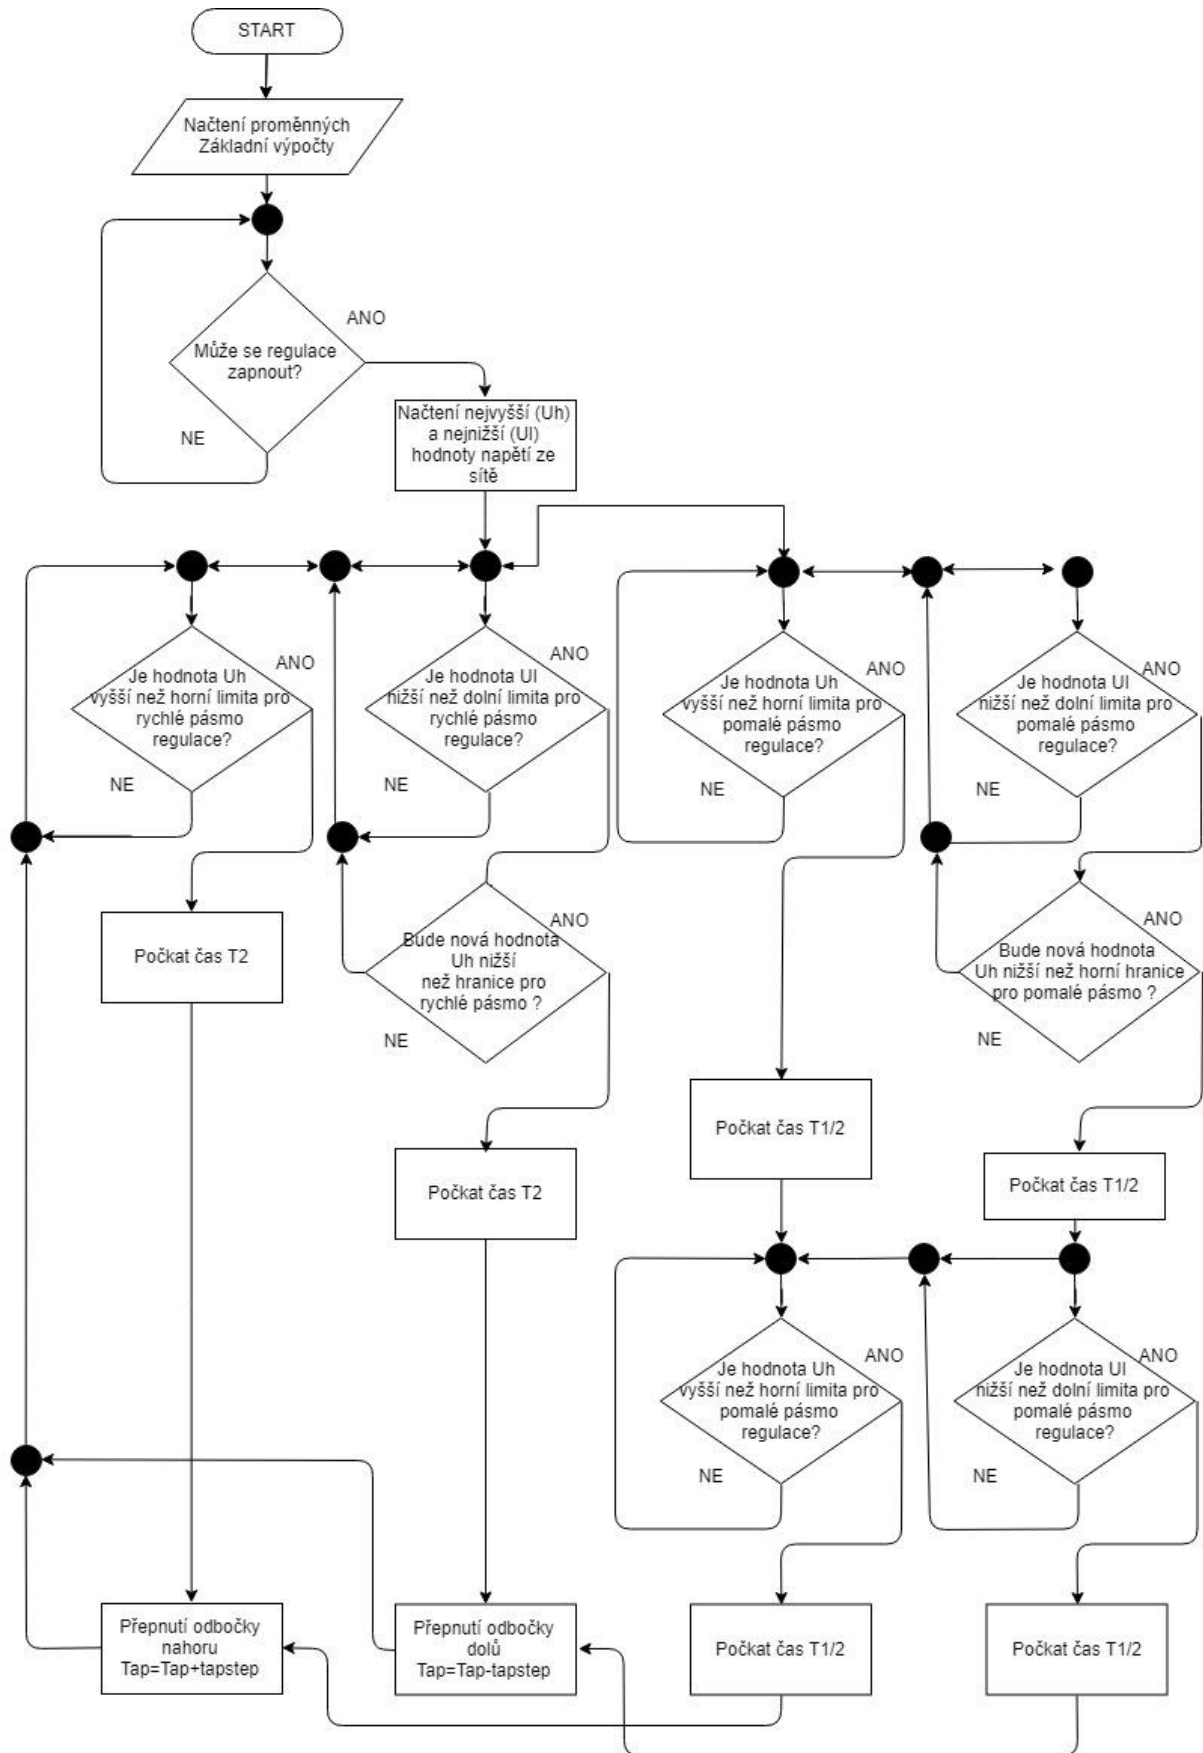 START
Načtení proměnných
Základní výpočty
ANO
Může se regulace
zapnout?
NE
Načtení nejvyšší (Uh)
a nejnižší (Ul)
hodnoty napětí ze
sítě
ANO
Je hodnota Uh
vyšší než horní limita pro
rychlé pásmo
regulace?
NE
ANO
Je hodnota Ul
nižší než dolní limita pro
rychlé pásmo
regulace?
NE
ANO
Je hodnota Uh
vyšší než horní limita pro
pomalé pásmo
regulace?
NE
ANO
Je hodnota Ul
nižší než dolní limita pro
pomalé pásmo
regulace?
NE
Počkat čas T2
ANO
Bude nová hodnota
Uh nižší
než hranice pro
rychlé pásmo ?
NE
ANO
Bude nová hodnota
Uh nižší než horní hranice
pro pomalé pásmo ?
NE
Počkat čas T2
Počkat čas T1/2
Počkat čas T1/2
ANO
Je hodnota Uh
vyšší než horní limita pro
pomalé pásmo
regulace?
NE
ANO
Je hodnota Ul
nižší než dolní limita pro
pomalé pásmo
regulace?
NE
Přepnutí odbočky
nahoru
Tap=Tap+tapstep
Přepnutí odbočky
dolů
Tap=Tap-tapstep
Počkat čas T1/2
Počkat čas T1/2